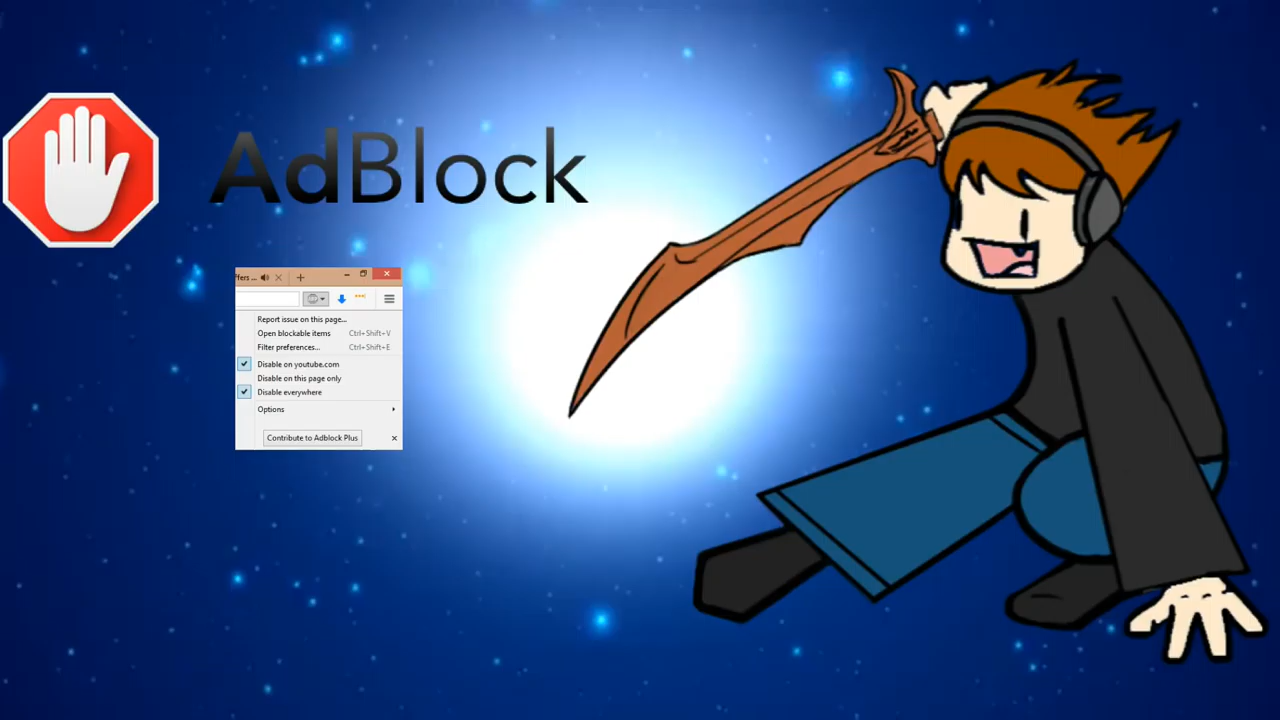 AdBlock
ffers ...
Report issue on this page...
Open blockable items Ctrl+Shift+V
Filter preferences... Ctrl+Shift+E
Disable on youtube.com
Disable on this page only
Disable everywhere
Options
Contribute to Adblock Plus